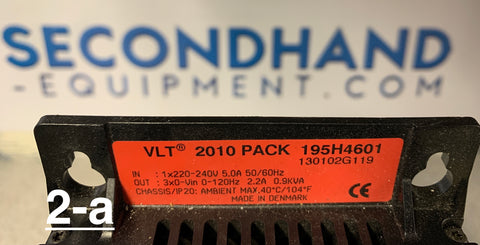 SECONDHAND
-EQUIPMENT.COM-
VLT® 2010 PACK 195H4601
130102G119
IN : 1x220-240V 5.0A 50/60Hz
OUT : 3x0-Vin 0-120Hz 2.2A 0.9KVA
CHASSIS/IP20: AMBIENT MAX.40°C/104°F
MADE IN DENMARK
CE
2-a